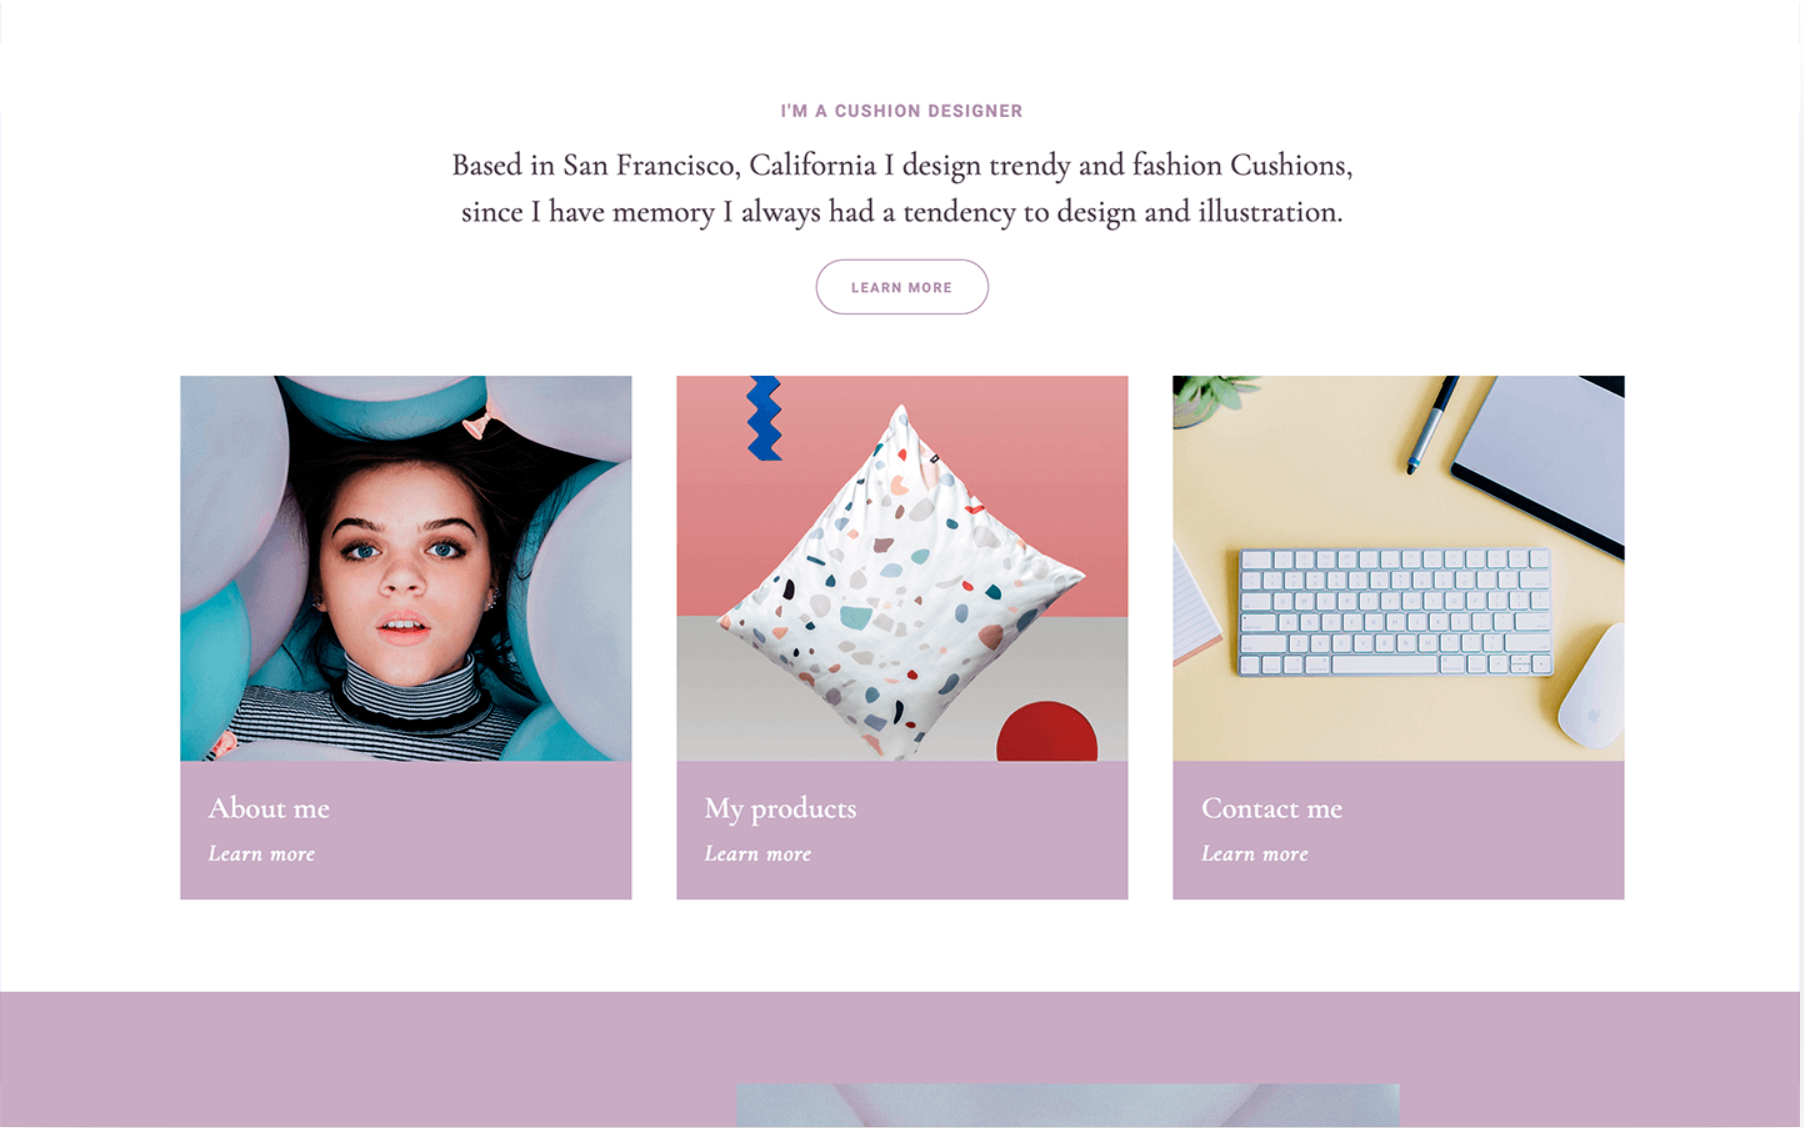 I'M A CUSHION DESIGNER
Based in San Francisco, California I design trendy and fashion Cushions,
since I have memory I always had a tendency to design and illustration.
LEARN MORE
About me
Learn more
My products
Learn more
Contact me
Learn more